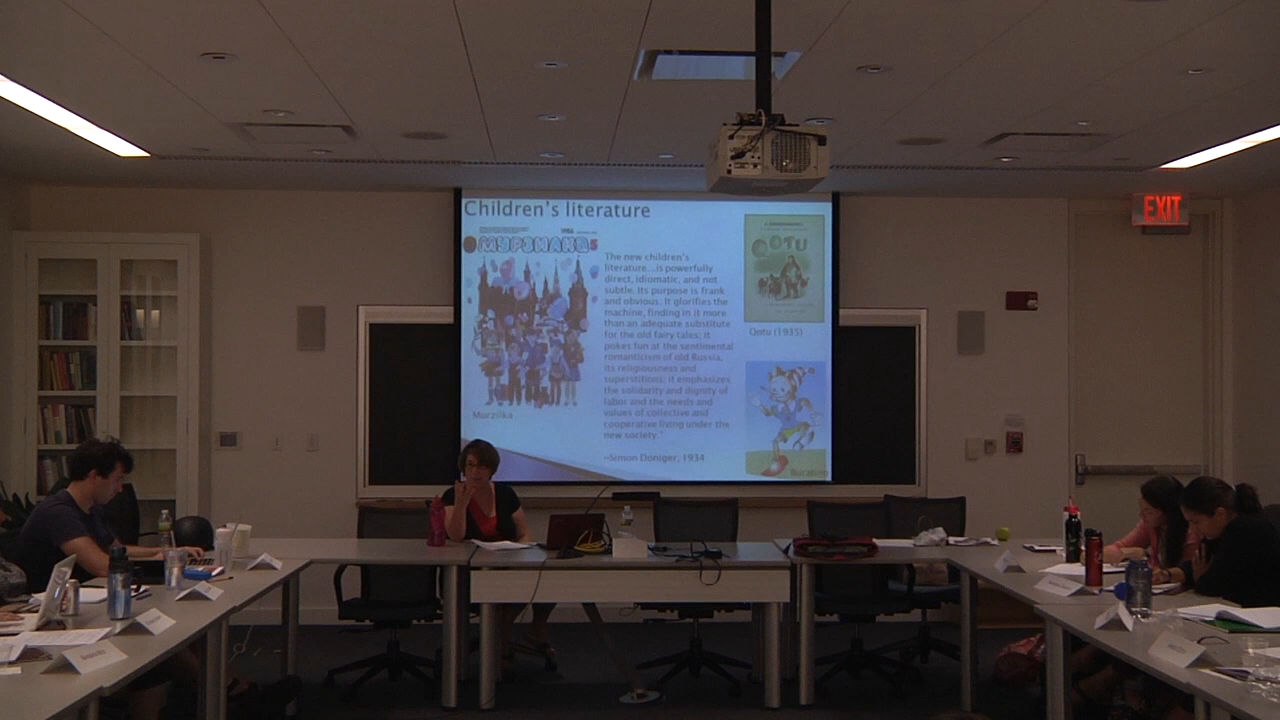 Children's literature
МУРЗИЛКА 5
The new children's
literature...is powerfully
direct, idiomatic, and not
subtle. Its purpose is frank
and obvious. It glorifies the
machine, finding in it more
than an adequate substitute
for the old fairy tales; it
pokes fun at the sentimental
romanticism of old Russia,
its religiousness and
superstitions; it emphasizes
the solidarity and dignity of
labor and the needs and
values of collective and
cooperative living under the
new society."
--Simon Doniger, 1934
Murzilka
QOTU
Qotu (1935)
Buratino
EXIT